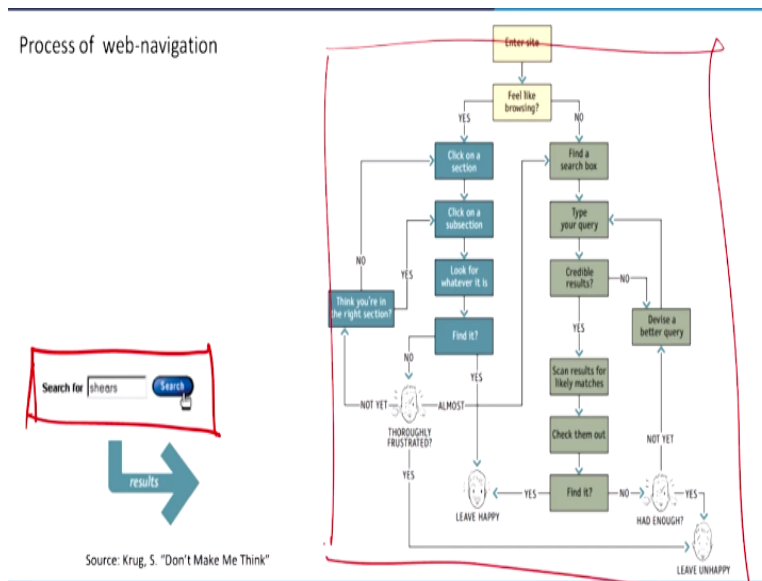 Process of web-navigation
Enter site
Feel like
browsing?
YES
NO
Click on a
section
Find a
search box
Click on a
subsection
Type
your query
NO
YES
Look for
whatever it is
Credible
results?
NO
Think you're in
the right section?
Find it?
Devise a
better query
YES
NO
YES
Scan results for
likely matches
Search for
shears
Search
NOT YET
ALMOST
THOROUGHLY
FRUSTRATED?
Check them out
NOT YET
YES
results
Find it?
YES
NO
YES
LEAVE HAPPY
HAD ENOUGH?
Source: Krug, S. "Don't Make Me Think"
LEAVE UNHAPPY